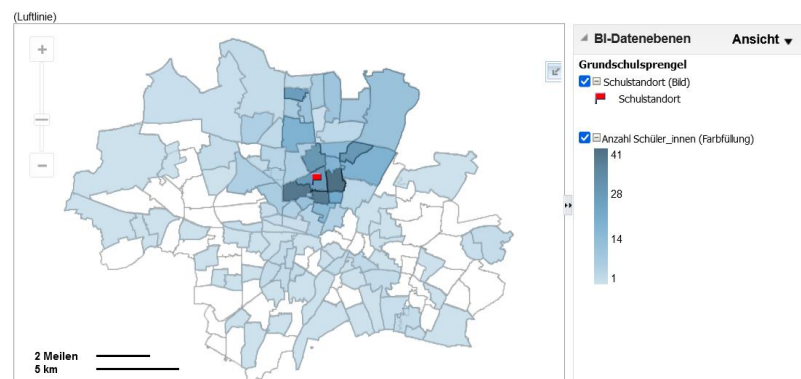 (Luftlinie)
BI-Datenebenen Ansicht
Grundschulsprengel
Schulstandort (Bild)
Schulstandort
Anzahl Schüler_innen (Farbfüllung)
41
28
14
1
2 Meilen
5 km